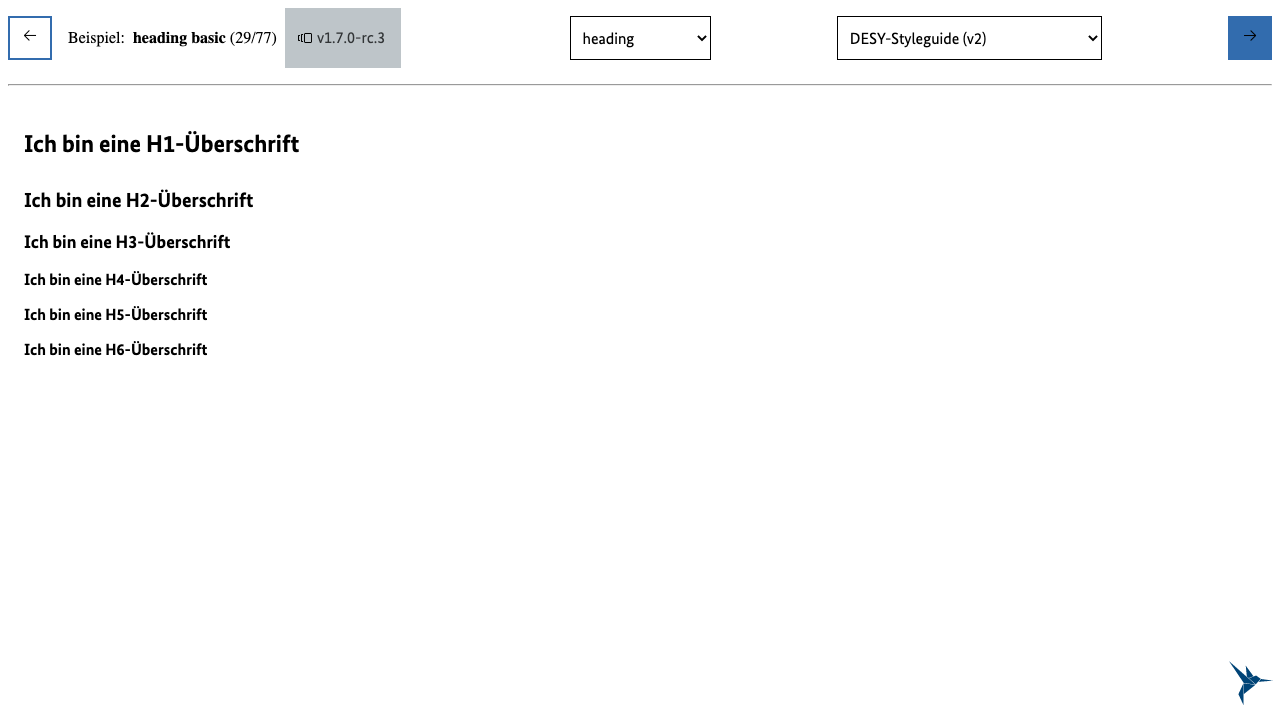 Beispiel: heading basic (29/77) v1.7.0-rc.3 heading DESY-Styleguide (v2)
Ich bin eine H1-Überschrift
Ich bin eine H2-Überschrift
Ich bin eine H3-Überschrift
Ich bin eine H4-Überschrift
Ich bin eine H5-Überschrift
Ich bin eine H6-Überschrift